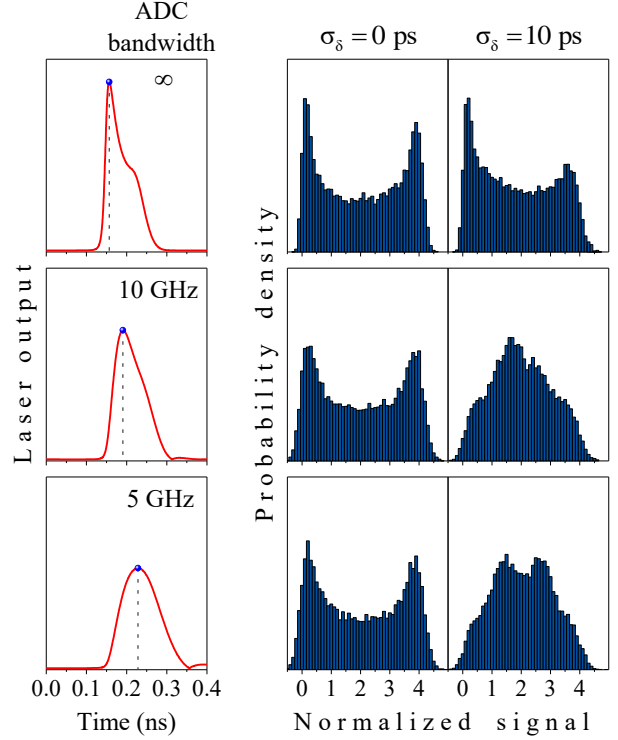 ADC
bandwidth
σδ = 0 ps
σδ = 10 ps
∞
10 GHz
5 GHz
Laser output
Probability density
0.0 0.1 0.2 0.3 0.4
Time (ns)
0 1 2 3 4
0 1 2 3 4
Normalized signal